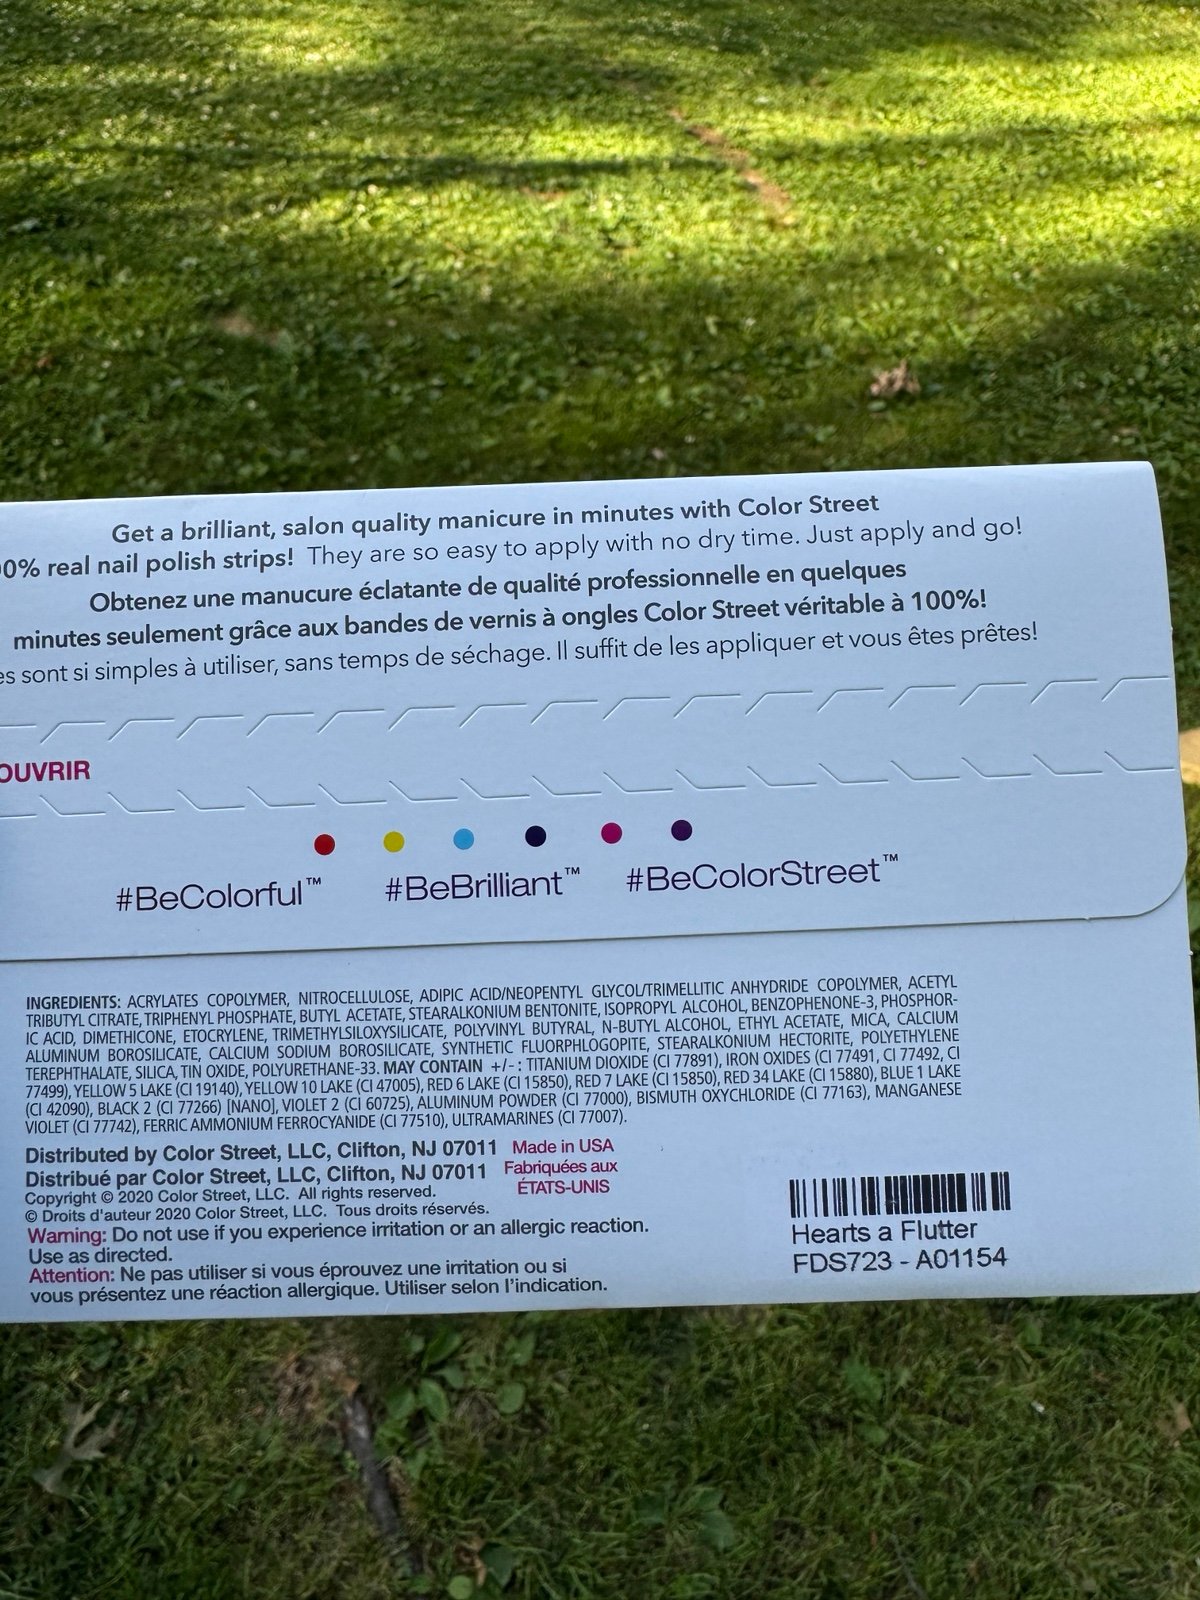 Get a brilliant, salon quality manicure in minutes with Color Street
0% real nail polish strips! They are so easy to apply with no dry time. Just apply and go!
Obtenez une manucure éclatante de qualité professionnelle en quelques
minutes seulement grâce aux bandes de vernis à ongles Color Street véritable à 100%!
es sont si simples à utiliser, sans temps de séchage. Il suffit de les appliquer et vous êtes prêtes!
OUVRIR
#BeColorful™ #BeBrilliant™ #BeColorStreet™
INGREDIENTS: ACRYLATES COPOLYMER, NITROCELLULOSE, ADIPIC ACID/NEOPENTYL GLYCOL/TRIMELLITIC ANHYDRIDE COPOLYMER, ACETYL
TRIBUTYL CITRATE, TRIPHENYL PHOSPHATE, BUTYL ACETATE, STEARALKONIUM BENTONITE, ISOPROPYL ALCOHOL, BENZOPHENONE-3, PHOSPHOR-
IC ACID, DIMETHICONE, ETOCRYLENE, TRIMETHYLSILOXYSILICATE, POLYVINYL BUTYRAL, N-BUTYL ALCOHOL, ETHYL ACETATE, MICA, CALCIUM
ALUMINUM BOROSILICATE, CALCIUM SODIUM BOROSILICATE, SYNTHETIC FLUORPHLOGOPITE, STEARALKONIUM HECTORITE, POLYETHYLENE
TEREPHTHALATE, SILICA, TIN OXIDE, POLYURETHANE-33. MAY CONTAIN +/- : TITANIUM DIOXIDE (CI 77891), IRON OXIDES (CI 77491, CI 77492, CI
77499), YELLOW 5 LAKE (CI 19140), YELLOW 10 LAKE (CI 47005), RED 6 LAKE (CI 15850), RED 7 LAKE (CI 15850), RED 34 LAKE (CI 15880), BLUE 1 LAKE
(CI 42090), BLACK 2 (CI 77266) [NANO], VIOLET 2 (CI 60725), ALUMINUM POWDER (CI 77000), BISMUTH OXYCHLORIDE (CI 77163), MANGANESE
VIOLET (CI 77742), FERRIC AMMONIUM FERROCYANIDE (CI 77510), ULTRAMARINES (CI 77007).
Distributed by Color Street, LLC, Clifton, NJ 07011
Distribué par Color Street, LLC, Clifton, NJ 07011
Made in USA
Fabriquées aux
ÉTATS-UNIS
Copyright © 2020 Color Street, LLC. All rights reserved.
© Droits d'auteur 2020 Color Street, LLC. Tous droits réservés.
Warning: Do not use if you experience irritation or an allergic reaction.
Use as directed.
Attention: Ne pas utiliser si vous éprouvez une irritation ou si
vous présentez une réaction allergique. Utiliser selon l'indication.
Hearts a Flutter
FDS723 - A01154